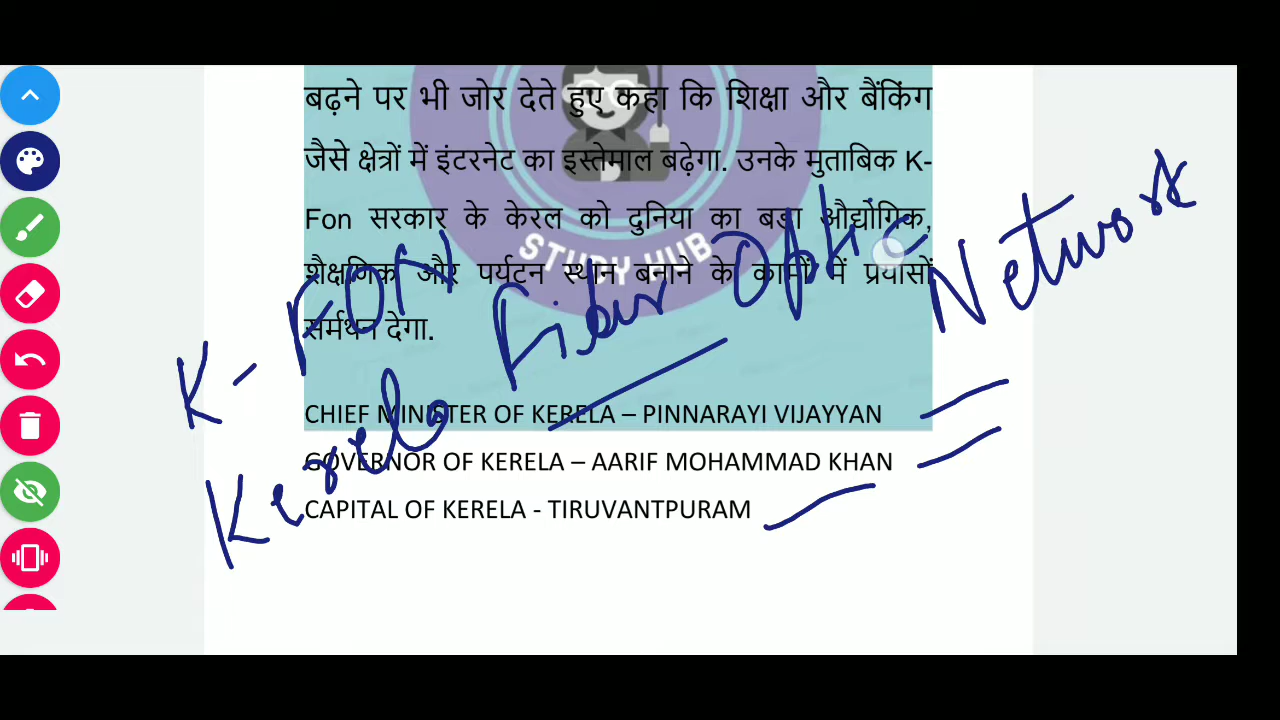 बढ़ने पर भी जोर देते हुए कहा कि शिक्षा और बैंकिंग
जैसे क्षेत्रों में इंटरनेट का इस्तेमाल बढ़ेगा. उनके मुताबिक K-
Fon सरकार के केरल को दुनिया का बड़ा औद्योगिक,
शैक्षणिक और पर्यटन स्थान बनाने के कामों में प्रयासों
सर्मथन देगा.
STUDY HUB
K- FON
Kerela Fiber Optic Network
CHIEF MINISTER OF KERELA – PINNARAYI VIJAYYAN
GOVERNOR OF KERELA – AARIF MOHAMMAD KHAN
CAPITAL OF KERELA - TIRUVANTPURAM